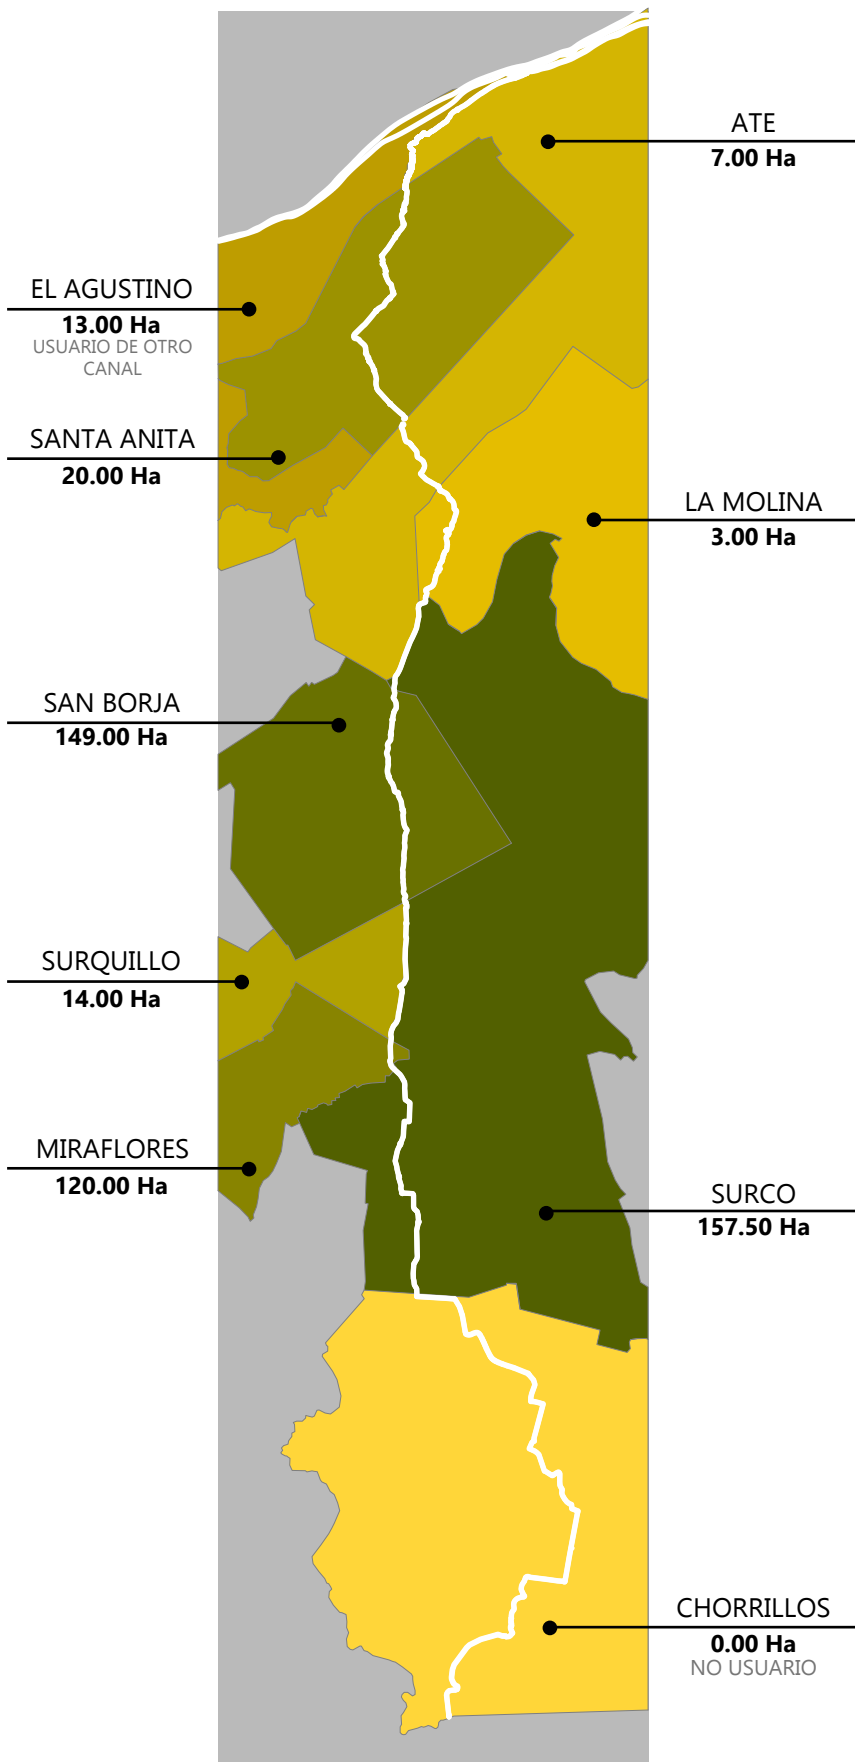 ATE
7.00 Ha
EL AGUSTINO
13.00 Ha
USUARIO DE OTRO
CANAL
SANTA ANITA
20.00 Ha
LA MOLINA
3.00 Ha
SAN BORJA
149.00 Ha
SURQUILLO
14.00 Ha
MIRAFLORES
120.00 Ha
SURCO
157.50 Ha
CHORRILLOS
0.00 Ha
NO USUARIO